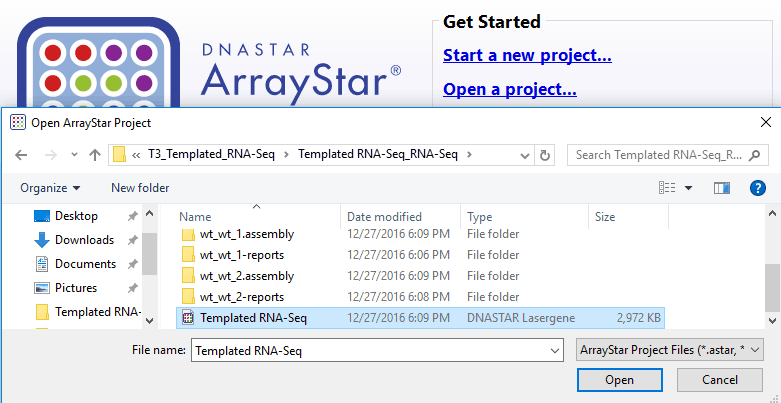 DNASTAR
ArrayStar®
Get Started
Start a new project...
Open a project...
Open ArrayStar Project
« T3_Templated_RNA-Seq > Templated RNA-Seq_RNA-Seq >
Search Templated RNA-Seq_R...
Organize
New folder
?
Name Date modified Type Size
Desktop
Downloads
Documents
Pictures
Templated RNA-
wt_wt_1.assembly 12/27/2016 6:09 PM File folder
wt_wt_1-reports 12/27/2016 6:06 PM File folder
wt_wt_2.assembly 12/27/2016 6:09 PM File folder
wt_wt_2-reports 12/27/2016 6:08 PM File folder
Templated RNA-Seq 12/27/2016 6:09 PM DNASTAR Lasergene 2,972 KB
File name: Templated RNA-Seq
ArrayStar Project Files (*.astar, *
Open
Cancel